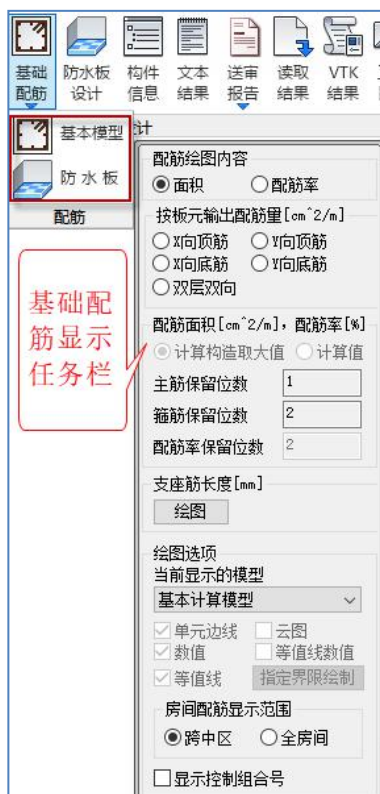 基础 防水板 构件 文本 送审 读取 VTK
配筋 设计 信息 结果 报告 结果 结果
基本模型
计
防水板
配筋
基础配
筋显示
任务栏
配筋绘图内容
面积 配筋率
按板元输出配筋量[cm^2/m]
X向顶筋 Y向顶筋
X向底筋 Y向底筋
双层双向
配筋面积[cm^2/m],配筋率[%]
计算构造取大值 计算值
主筋保留位数 1
箍筋保留位数 2
配筋率保留位数 2
支座筋长度[mm]
绘图
绘图选项
当前显示的模型
基本计算模型
单元边线 云图
数值 等值线数值
等值线 指定界限绘制
房间配筋显示范围
跨中区 全房间
显示控制组合号